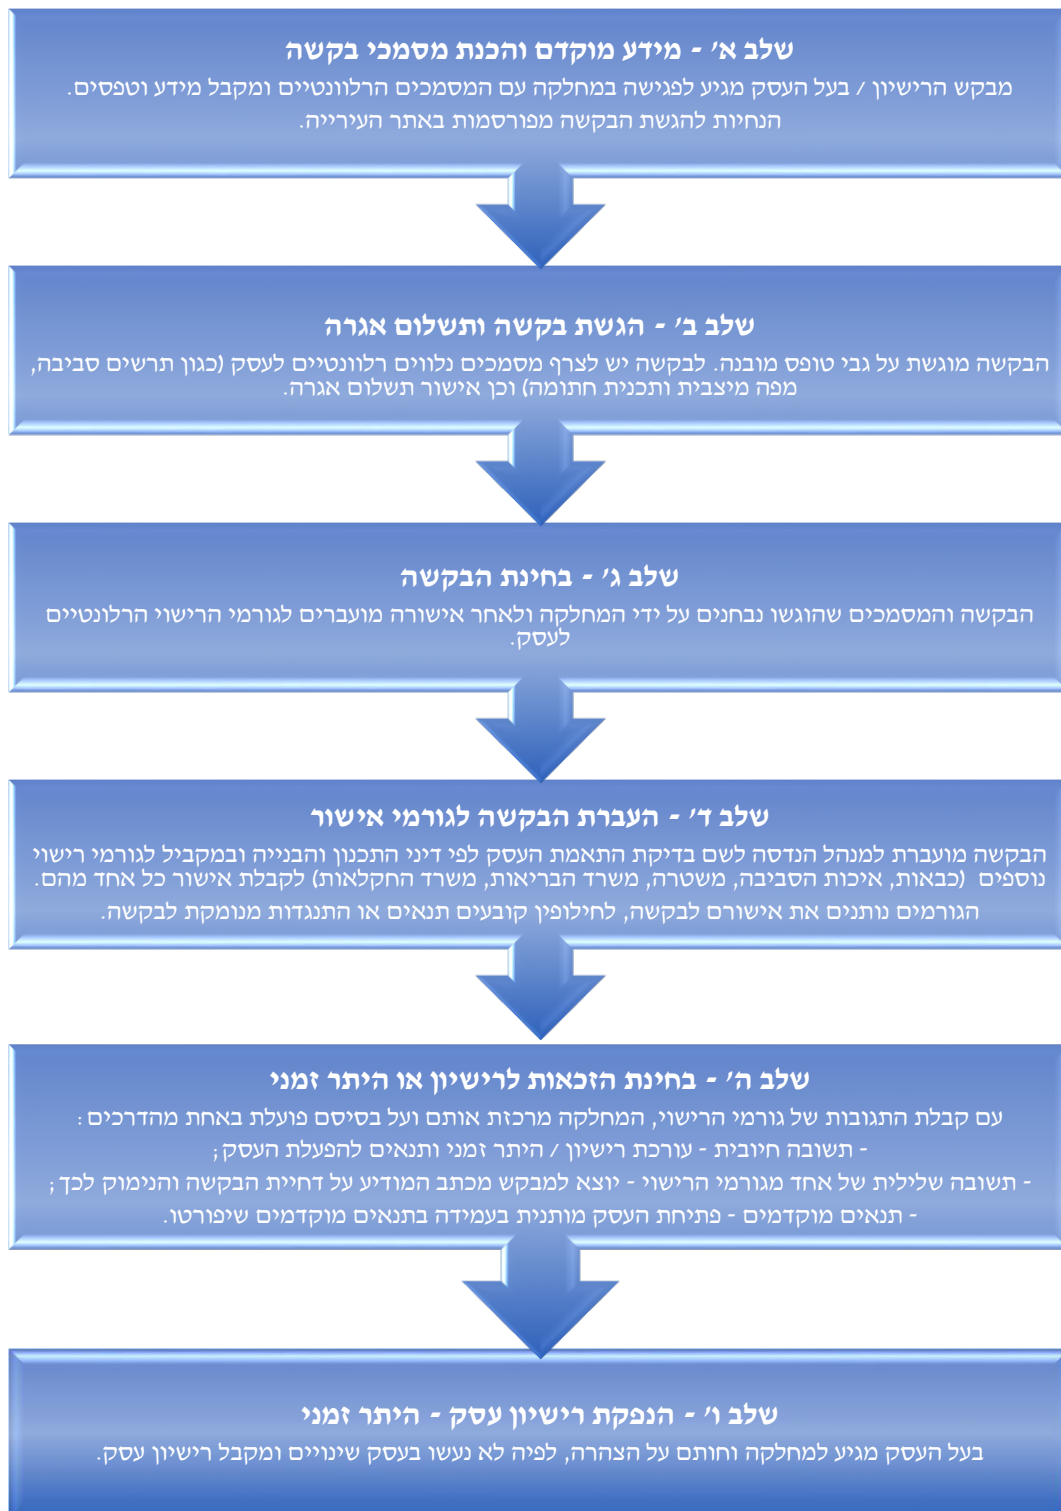 שלב א' - מידע מוקדם והכנת מסמכי בקשה
מבקש הרישיון / בעל העסק מגיע לפגישה במחלקה עם המסמכים הרלוונטיים ומקבל מידע וטפסים.
הנחיות להגשת הבקשה מפורסמות באתר העירייה.
שלב ב' - הגשת בקשה ותשלום אגרה
הבקשה מוגשת על גבי טופס מובנה. לבקשה יש לצרף מסמכים נלווים רלוונטיים לעסק (כגון תרשים סביבה,
מפה מיצבית ותכנית חתומה) וכן אישור תשלום אגרה.
שלב ג' - בחינת הבקשה
הבקשה והמסמכים שהוגשו נבחנים על ידי המחלקה ולאחר אישורה מועברים לגורמי הרישוי הרלונטיים
לעסק.
שלב ד' - העברת הבקשה לגורמי אישור
הבקשה מועברת למנהל הנדסה לשם בדיקת התאמת העסק לפי דיני התכנון והבנייה ובמקביל לגורמי רישוי
נוספים (כבאות, איכות הסביבה, משטרה, משרד הבריאות, משרד החקלאות) לקבלת אישור כל אחד מהם.
הגורמים נותנים את אישורם לבקשה, לחילופין קובעים תנאים או התנגדות מנומקת לבקשה.
שלב ה' - בחינת הזכאות לרישיון או היתר זמני
עם קבלת התגובות של גורמי הרישוי, המחלקה מרכזת אותם ועל בסיסם פועלת באחת מהדרכים:
- תשובה חיובית - עורכת רישיון / היתר זמני ותנאים להפעלת העסק;
- תשובה שלילית של אחד מגורמי הרישוי - יוצא למבקש מכתב המודיע על דחיית הבקשה והנימוק לכך;
- תנאים מוקדמים - פתיחת העסק מותנית בעמידה בתנאים מוקדמים שיפורטו.
שלב ו' - הנפקת רישיון עסק - היתר זמני
בעל העסק מגיע למחלקה וחותם על הצהרה, לפיה לא נעשו בעסק שינויים ומקבל רישיון עסק.